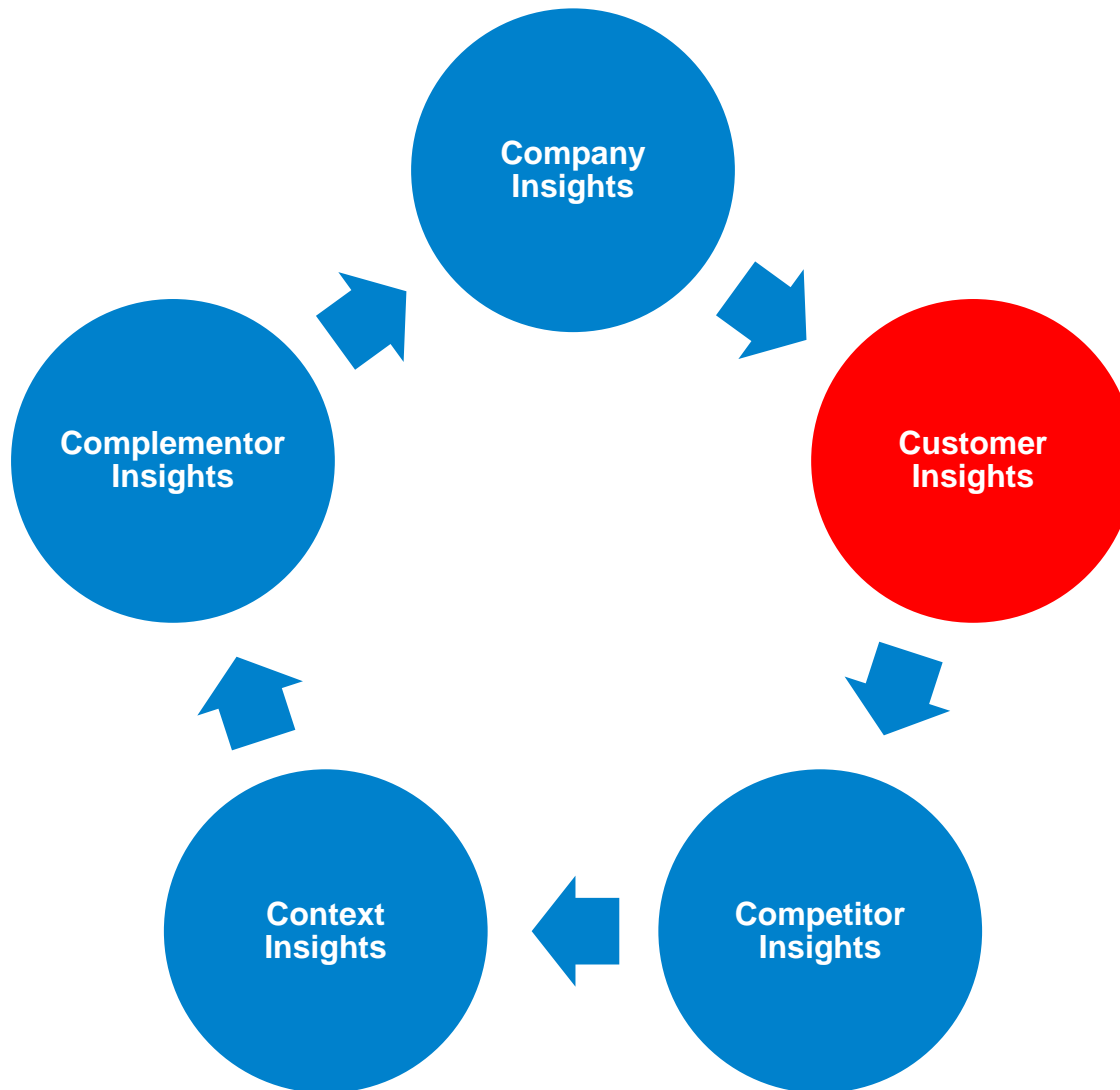 Company
Insights
Customer
Insights
Competitor
Insights
Context
Insights
Complementor
Insights